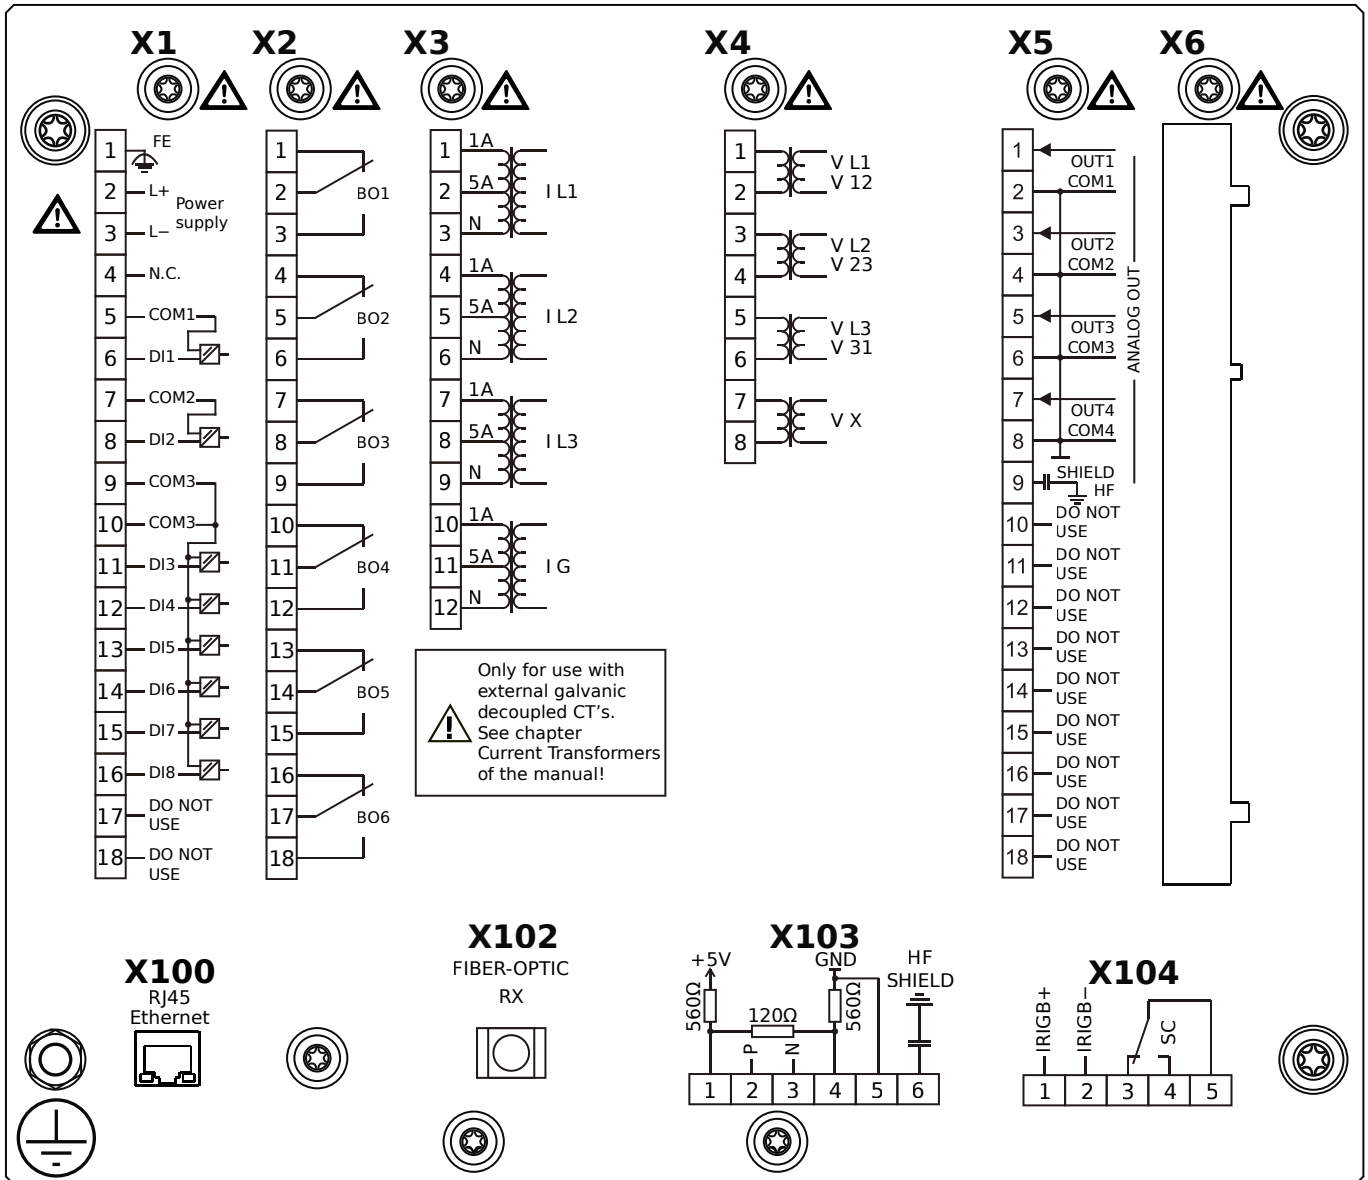 X1
X2
X3
X4
X5
X6
1 FE
2 L+
Power
supply
3 L−
4 N.C.
5 COM1
6 DI1
7 COM2
8 DI2
9 COM3
10 COM3
11 DI3
12 DI4
13 DI5
14 DI6
15 DI7
16 DI8
17 DO NOT
USE
18 DO NOT
USE
1
2 BO1
3
4
5 BO2
6
7
8 BO3
9
10
11 BO4
12
13
14 BO5
15
16
17 BO6
18
1 1A
2 5A I L1
3 N
4 1A
5 5A I L2
6 N
7 1A
8 5A I L3
9 N
10 1A
11 5A I G
12 N
Only for use with
external galvanic
decoupled CT's.
See chapter
Current Transformers
of the manual!
1 V L1
2 V 12
3 V L2
4 V 23
5 V L3
6 V 31
7
V X
8
1 OUT1
2 COM1
3 OUT2
4 COM2
5 OUT3
6 COM3
7 OUT4
8 COM4
ANALOG OUT
9 SHIELD
HF
10 DO NOT
USE
11 DO NOT
USE
12 DO NOT
USE
13 DO NOT
USE
14 DO NOT
USE
15 DO NOT
USE
16 DO NOT
USE
17 DO NOT
USE
18 DO NOT
USE
X100
RJ45
Ethernet
X102
FIBER-OPTIC
RX
X103
+5V
GND
HF
SHIELD
560Ω
120Ω
560Ω
P
N
1 2 3 4 5 6
X104
IRIGB+
IRIGB−
SC
1 2 3 4 5